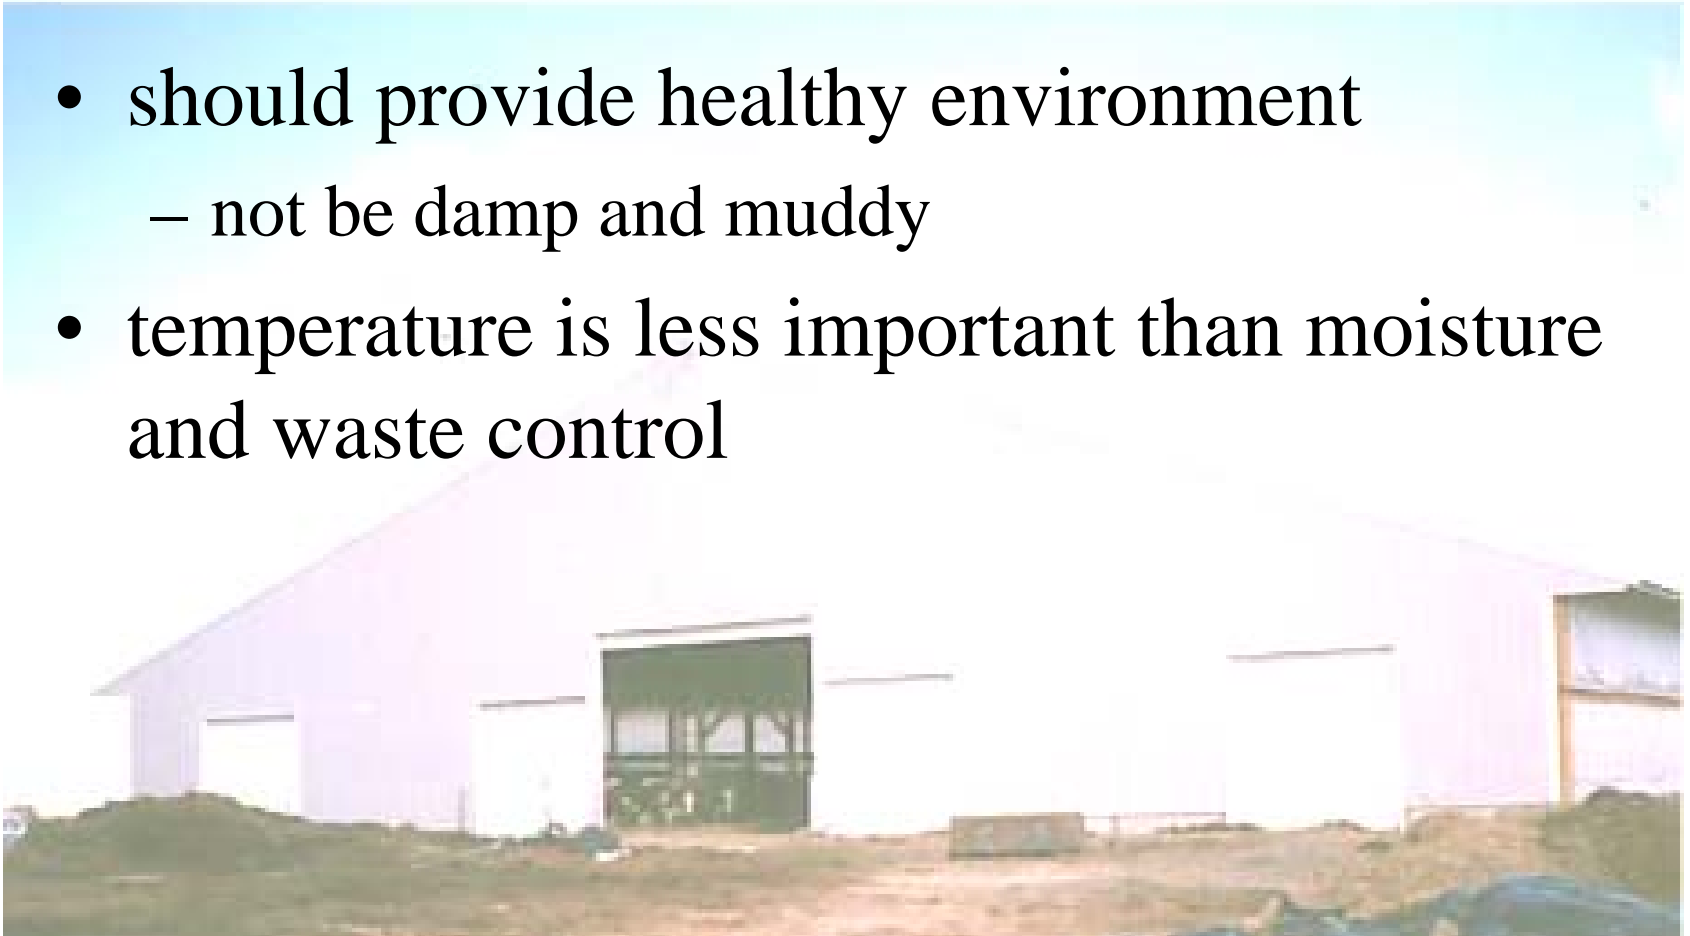 • should provide healthy environment
– not be damp and muddy
• temperature is less important than moisture
and waste control